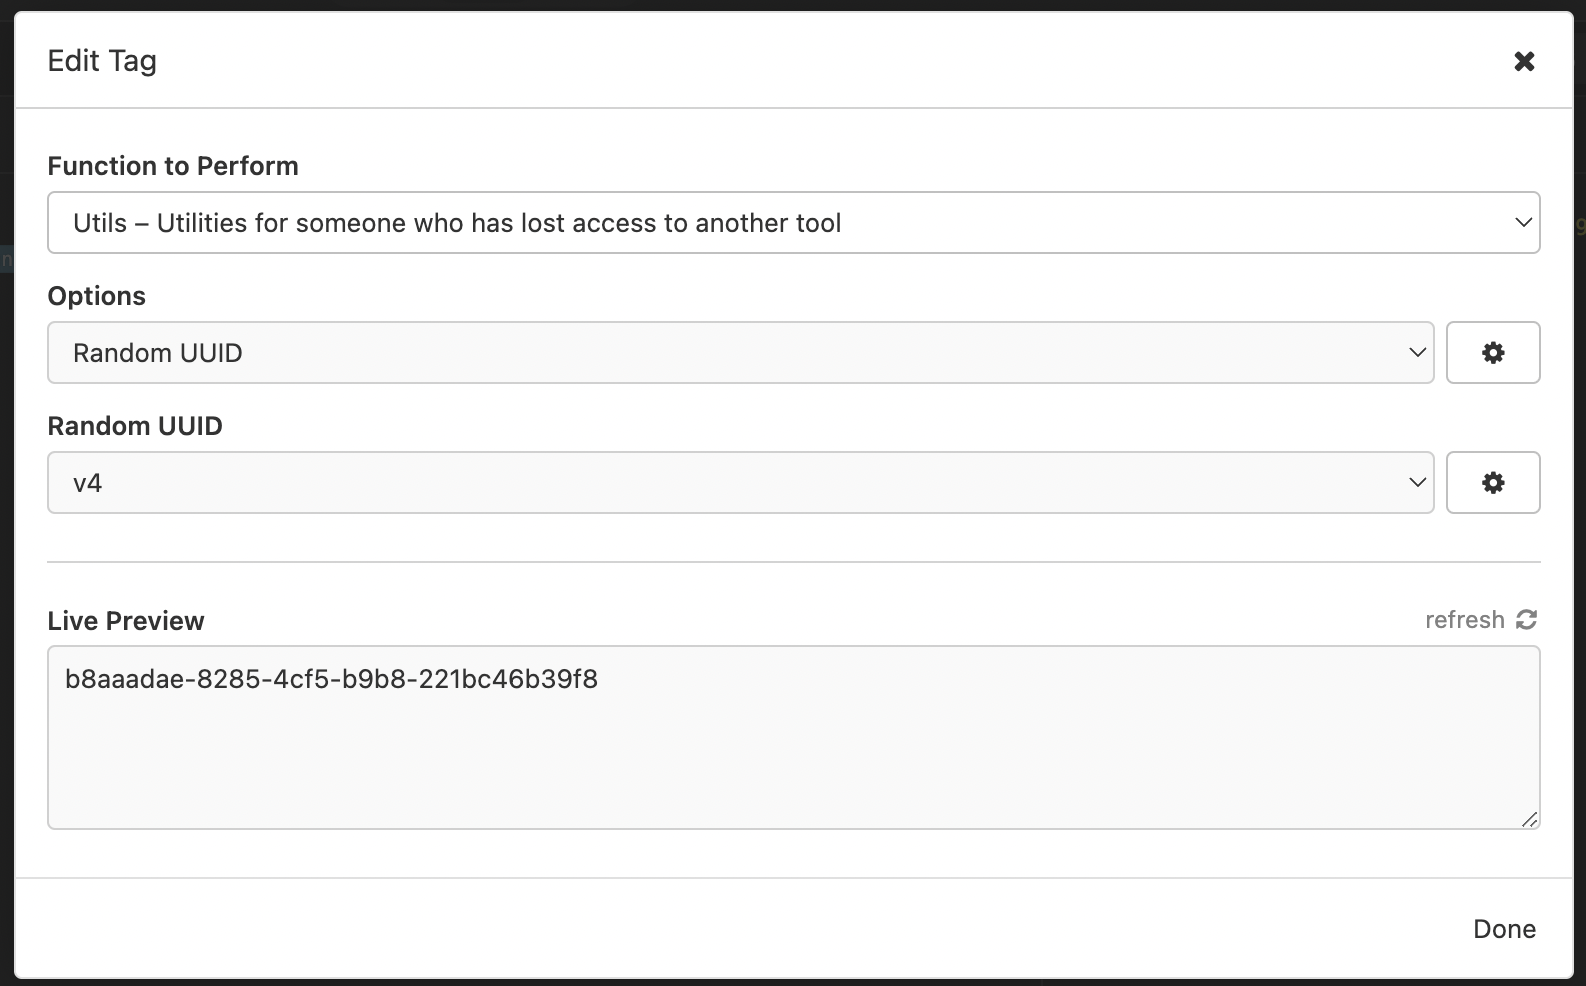 Edit Tag
Function to Perform
Utils – Utilities for someone who has lost access to another tool
Options
Random UUID
Random UUID
v4
Live Preview
refresh
b8aaadae-8285-4cf5-b9b8-221bc46b39f8
Done